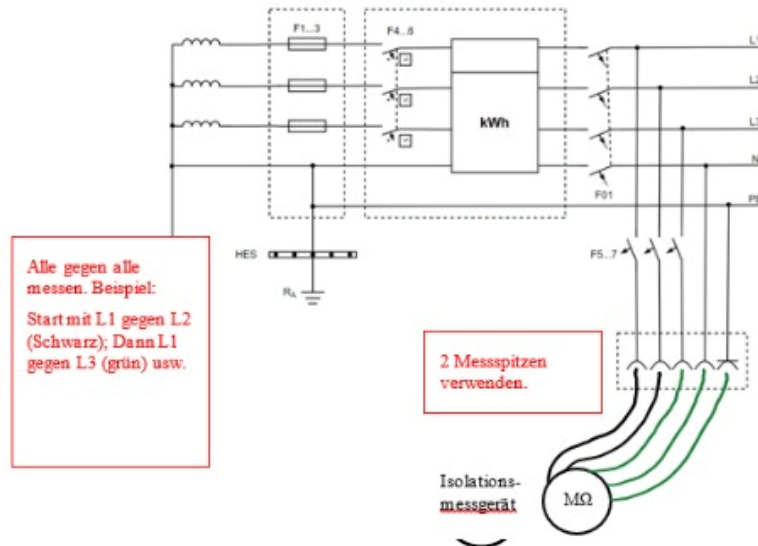 F1...3
F4...6
L1
L2
L3
N
PE
kWh
F01
HES
RA
F5...7
Alle gegen alle
messen. Beispiel:
Start mit L1 gegen L2
(Schwarz); Dann L1
gegen L3 (grün) usw.
2 Messspitzen
verwenden.
Isolations-
messgerät
MΩ